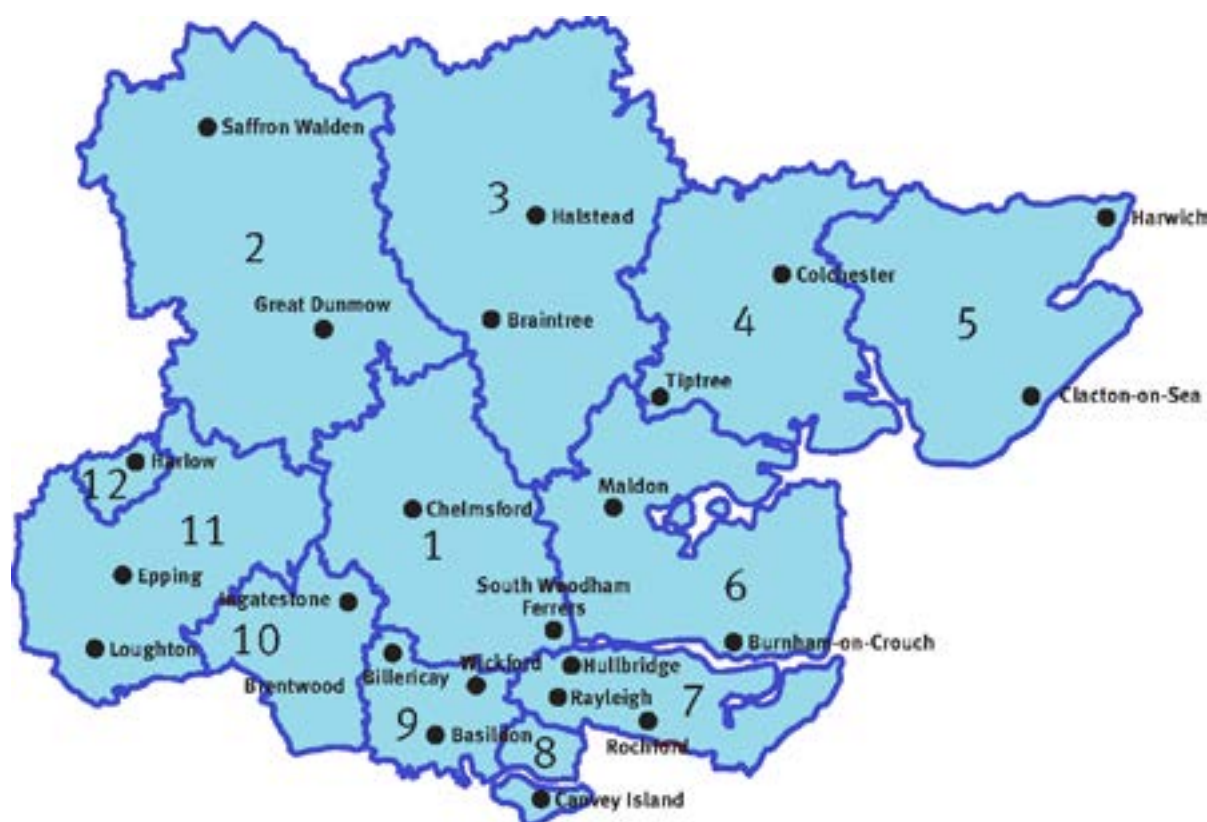 Saffron Walden
3
Halstead
Harwich
2
Colchester
Great Dunmow
Braintree
4
5
Tiptree
Clacton-on-Sea
12
Harlow
Maldon
11
Chelmsford
1
Epping
South Woodham
Ferrers
6
Ingatestone
10
Loughton
Burnham-on-Crouch
Billericay
Wickford
Hullbridge
Brentwood
Rayleigh
7
9
Basildon
8
Rochford
Canvey Island